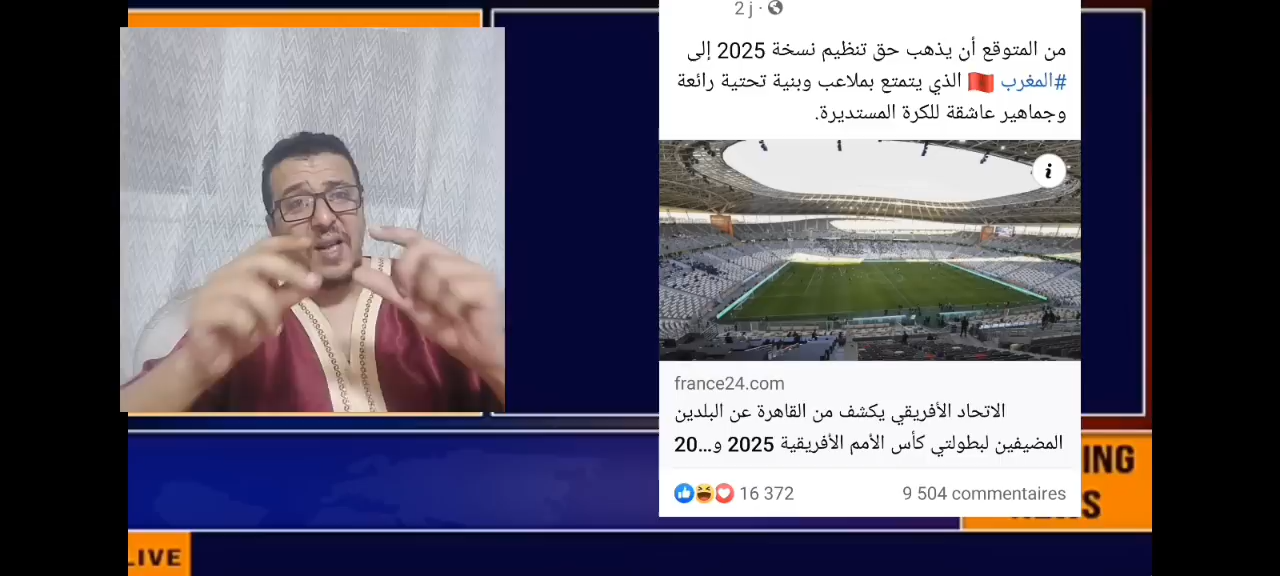 2 j ·
من المتوقع أن يذهب حق تنظيم نسخة 2025 إلى
#المغرب 🇲🇦 الذي يتمتع بملاعب وبنية تحتية رائعة
وجماهير عاشقة للكرة المستديرة.
france24.com
الاتحاد الأفريقي يكشف من القاهرة عن البلدين
المضيفين لبطولتي كأس الأمم الأفريقية 2025 و...20
16 372
9 504 commentaires
LIVE